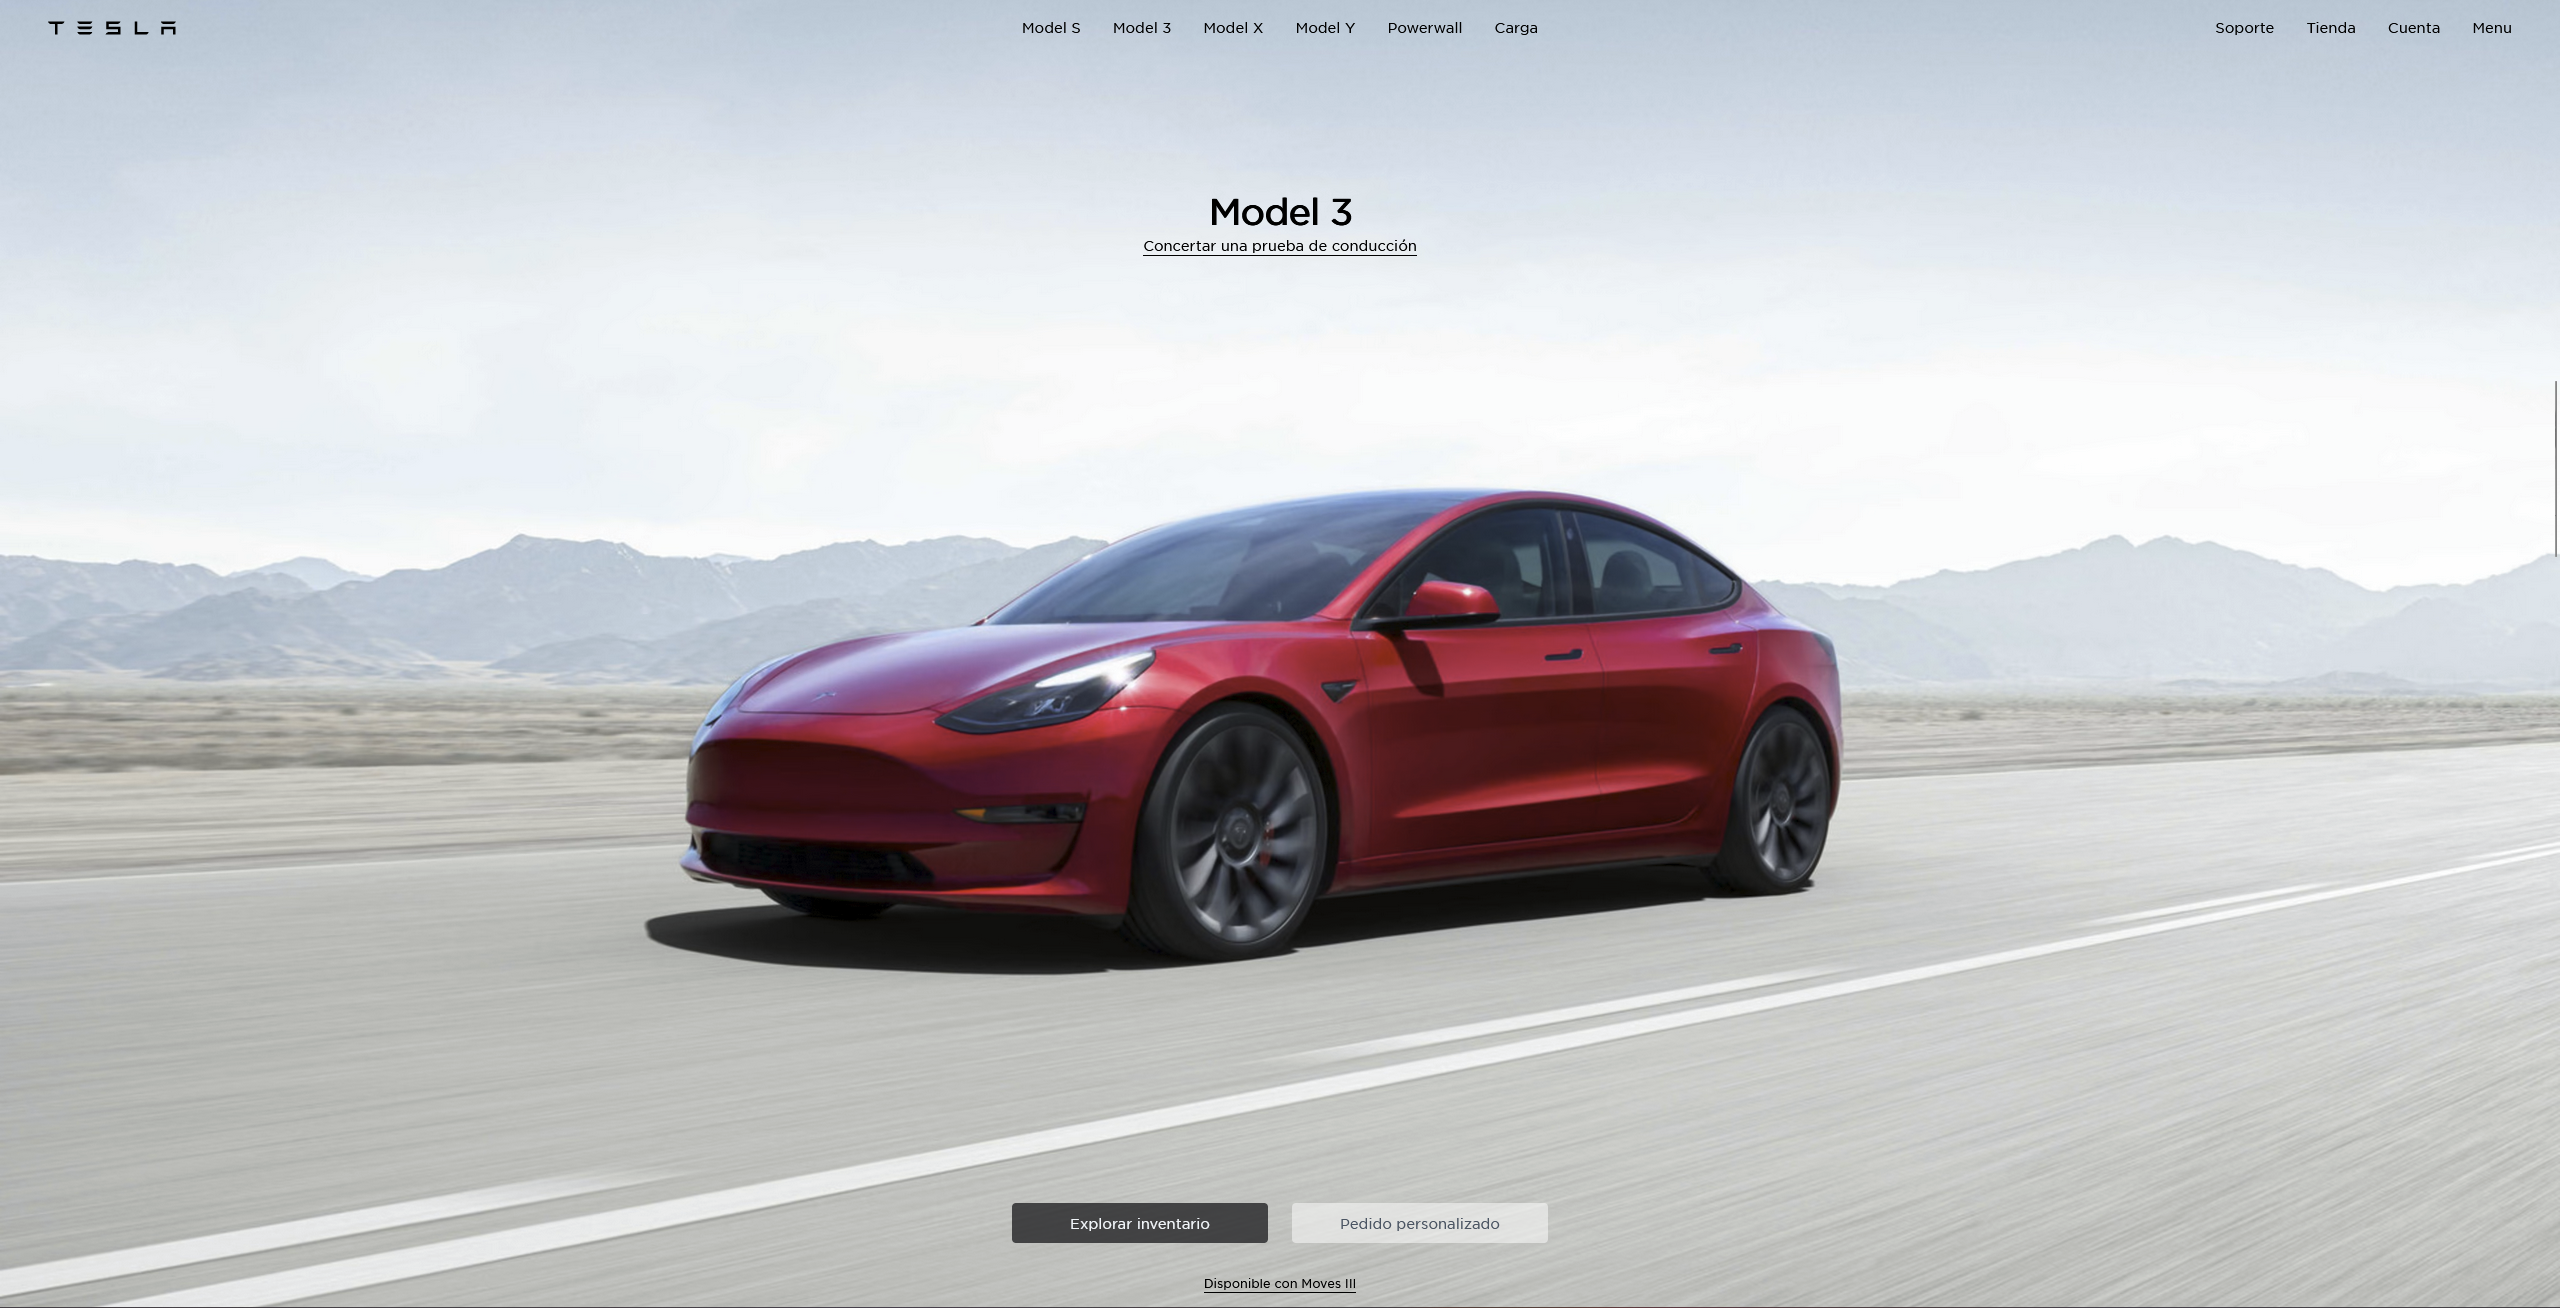 TESLA
Model S Model 3 Model X Model Y Powerwall Carga
Soporte Tienda Cuenta Menu
Model 3
Concertar una prueba de conducción
Explorar inventario
Pedido personalizado
Disponible con Moves III